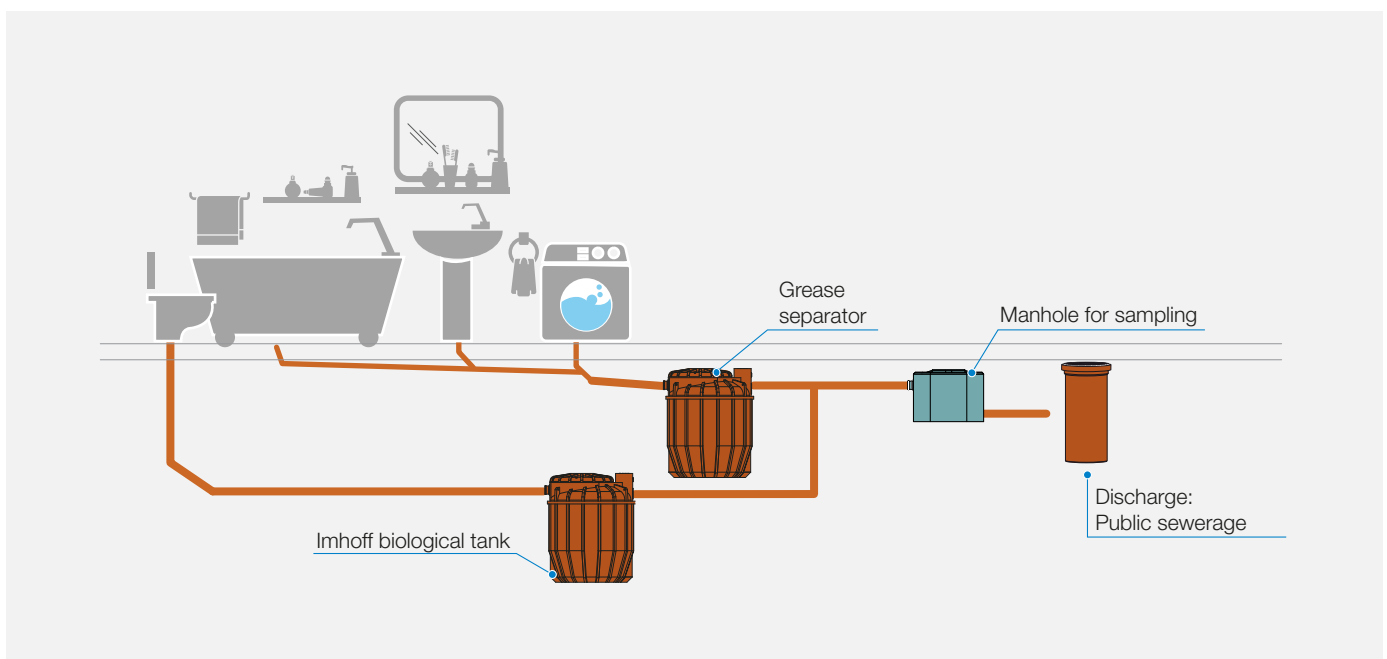 Grease
separator
Manhole for sampling
Discharge:
Public sewerage
Imhoff biological tank